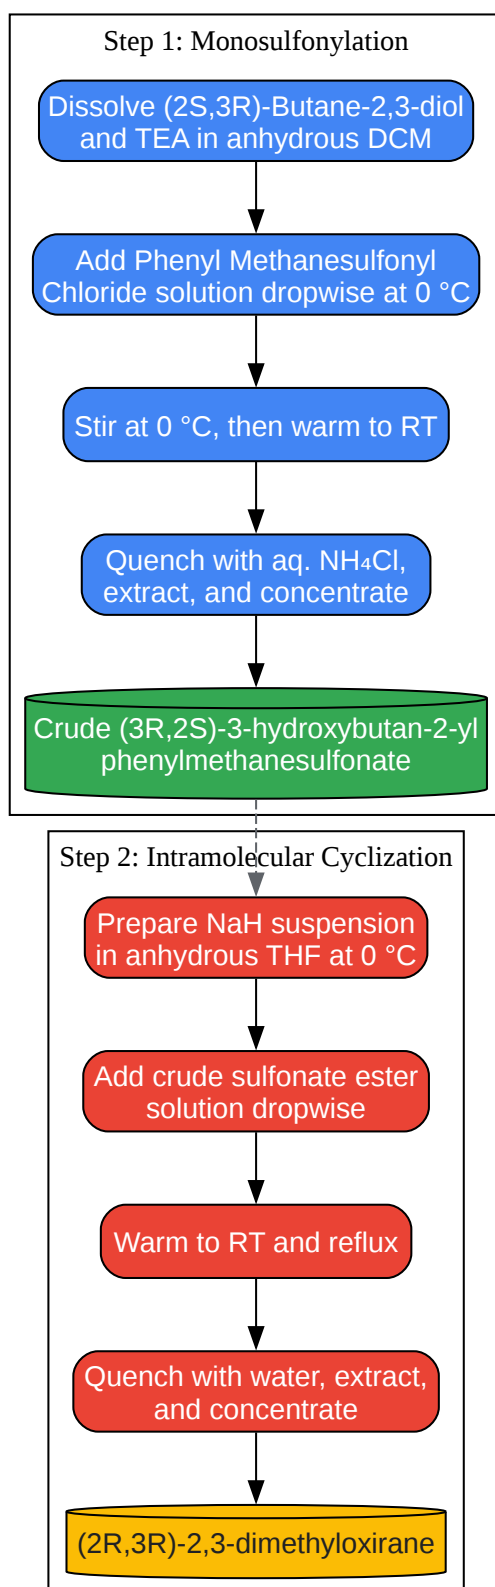 Step 1: Monosulfonylation
Dissolve (2S,3R)-Butane-2,3-diol
and TEA in anhydrous DCM
Add Phenyl Methanesulfonyl
Chloride solution dropwise at 0 °C
Stir at 0 °C, then warm to RT
Quench with aq. NH₄Cl,
extract, and concentrate
Crude (3R,2S)-3-hydroxybutan-2-yl
phenylmethanesulfonate
Step 2: Intramolecular Cyclization
Prepare NaH suspension
in anhydrous THF at 0 °C
Add crude sulfonate ester
solution dropwise
Warm to RT and reflux
Quench with water, extract,
and concentrate
(2R,3R)-2,3-dimethyloxirane